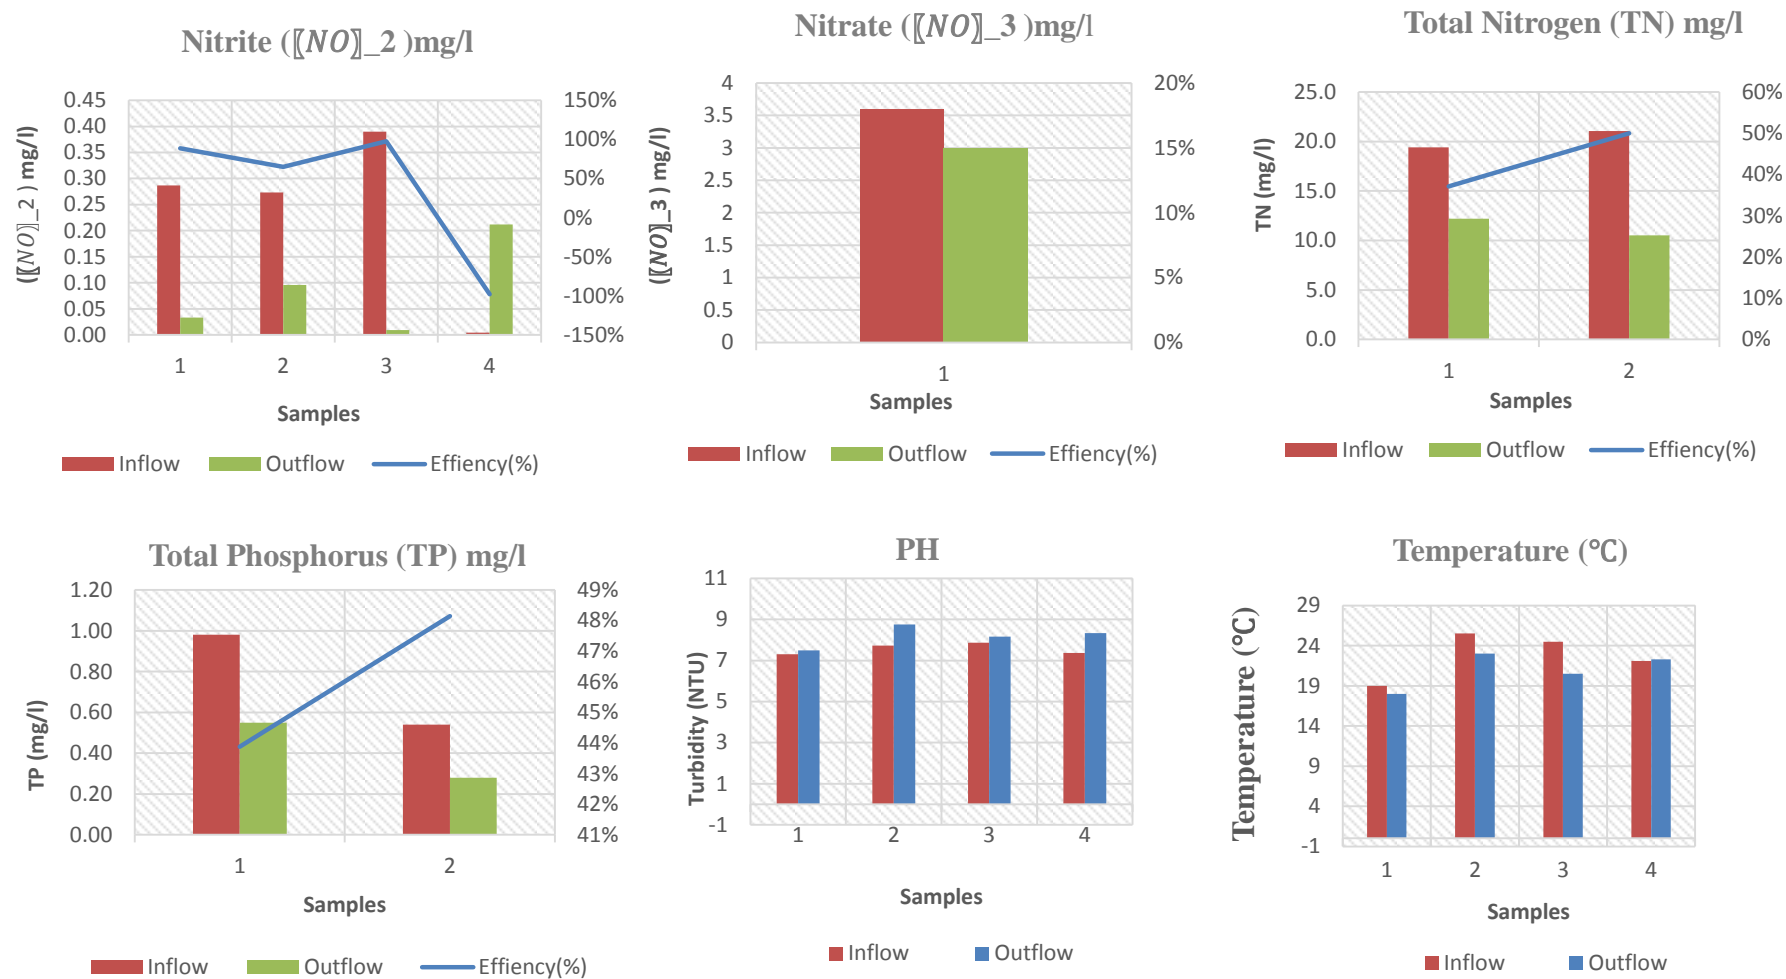 Nitrite (〖NO〗_2 )mg/l
0.45
0.40
0.35
0.30
0.25
0.20
0.15
0.10
0.05
0.00
150%
100%
50%
0%
-50%
-100%
-150%
(〖NO〗_2 ) mg/l)
1 2 3 4
Samples
Inflow Outflow Effiency(%)
Nitrate (〖NO〗_3 )mg/l
4
3.5
3
2.5
2
1.5
1
0.5
0
20%
15%
10%
5%
0%
(〖NO〗_3 ) mg/l)
1
Samples
Inflow Outflow Effiency(%)
Total Nitrogen (TN) mg/l
25.0
20.0
15.0
10.0
5.0
0.0
60%
50%
40%
30%
20%
10%
0%
TN (mg/l)
1 2
Samples
Inflow Outflow Effiency(%)
Total Phosphorus (TP) mg/l
1.20
1.00
0.80
0.60
0.40
0.20
0.00
49%
48%
47%
46%
45%
44%
43%
42%
41%
TP (mg/l)
1 2
Samples
Inflow Outflow Effiency(%)
PH
11
9
7
5
3
1
-1
Turbidity (NTU)
1 2 3 4
Samples
Inflow Outflow
Temperature (℃)
29
24
19
14
9
4
-1
Temperature (℃)
1 2 3 4
Samples
Inflow Outflow